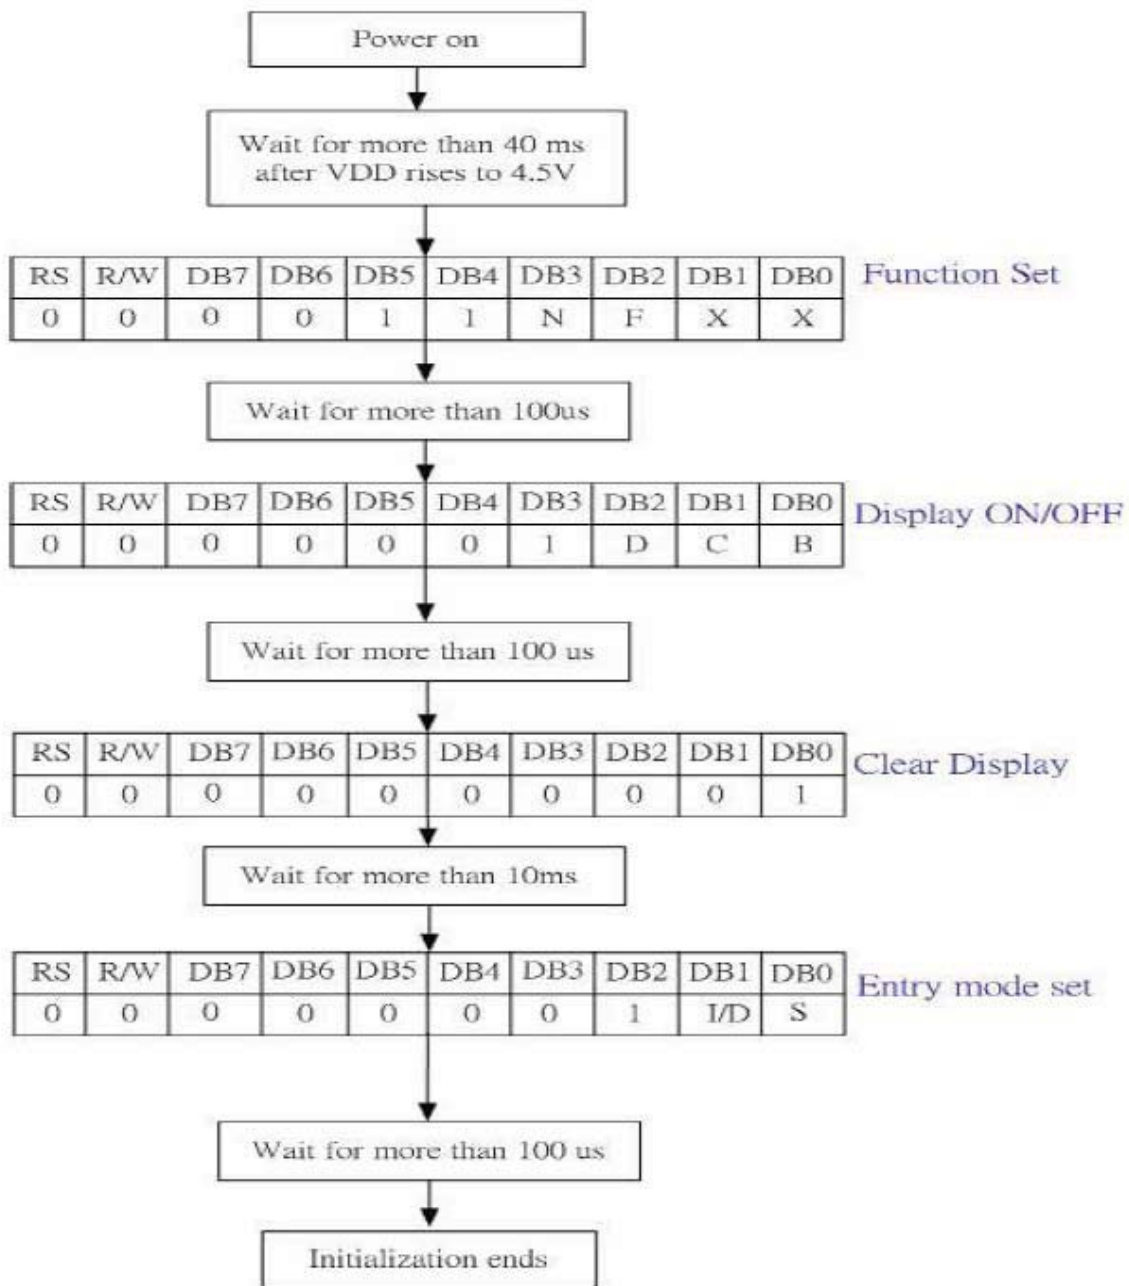 Power on
Wait for more than 40 ms
after VDD rises to 4.5V
RS R/W DB7 DB6 DB5 DB4 DB3 DB2 DB1 DB0 Function Set
0 0 0 0 1 1 N F X X
Wait for more than 100us
RS R/W DB7 DB6 DB5 DB4 DB3 DB2 DB1 DB0 Display ON/OFF
0 0 0 0 0 0 1 D C B
Wait for more than 100 us
RS R/W DB7 DB6 DB5 DB4 DB3 DB2 DB1 DB0 Clear Display
0 0 0 0 0 0 0 0 0 1
Wait for more than 10ms
RS R/W DB7 DB6 DB5 DB4 DB3 DB2 DB1 DB0 Entry mode set
0 0 0 0 0 0 0 1 I/D S
Wait for more than 100 us
Initialization ends